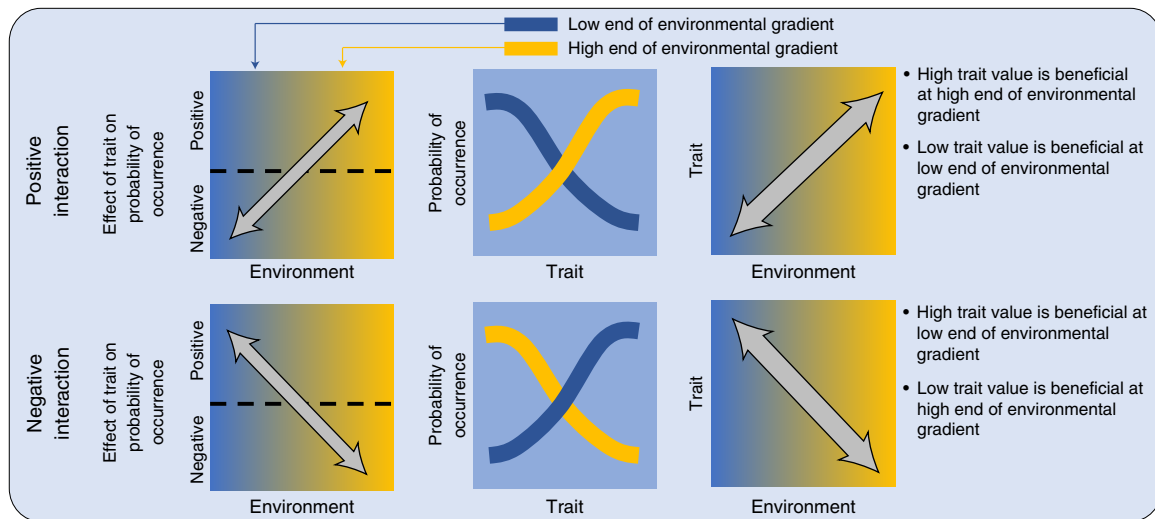 Low end of environmental gradient
High end of environmental gradient
Positive
interaction
Effect of trait on
probability of
occurrence
Negative
Positive
Environment
Probability of
occurrence
Trait
Trait
Environment
• High trait value is beneficial
at high end of environmental
gradient
• Low trait value is beneficial at
low end of environmental
gradient
Negative
interaction
Effect of trait on
probability of
occurrence
Negative
Positive
Environment
Probability of
occurrence
Trait
Trait
Environment
• High trait value is beneficial at
low end of environmental
gradient
• Low trait value is beneficial at
high end of environmental
gradient